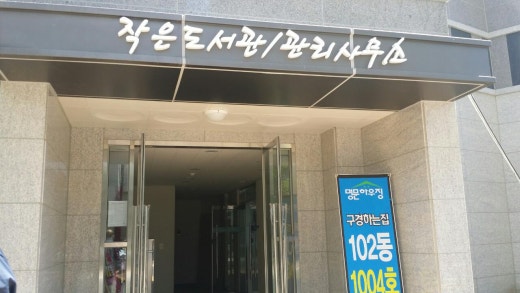 작은도서관/관리사무소
명문하우징
구경하는집
102동
1004호